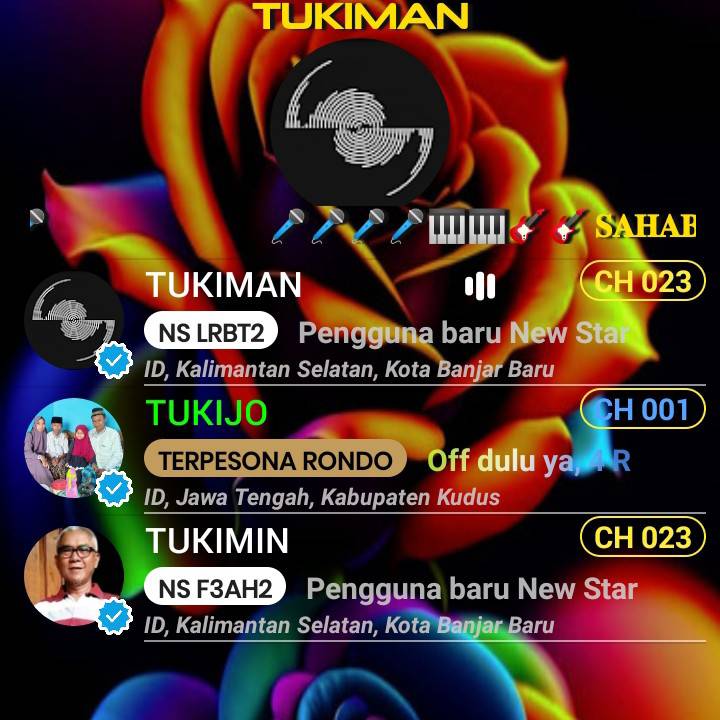 TUKIMAN
SAHAB
TUKIMAN CH 023
NS LRBT2 Pengguna baru New Star
ID, Kalimantan Selatan, Kota Banjar Baru
TUKIJO CH 001
TERPESONA RONDO Off dulu ya, 4 R
ID, Jawa Tengah, Kabupaten Kudus
TUKIMIN CH 023
NS F3AH2 Pengguna baru New Star
ID, Kalimantan Selatan, Kota Banjar Baru